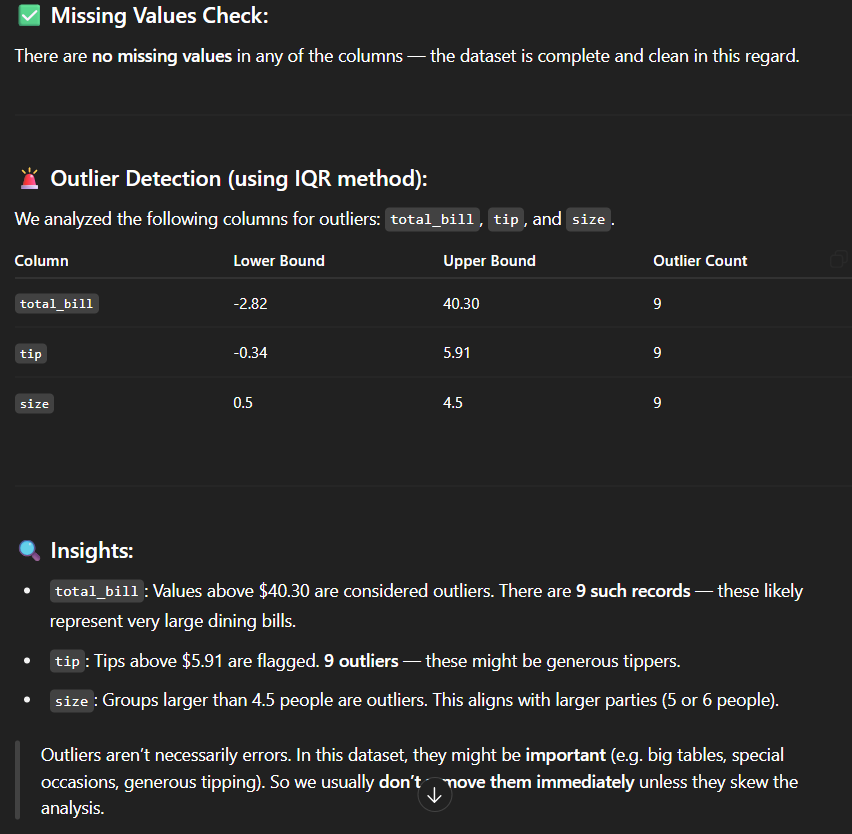 ✅ Missing Values Check:
There are no missing values in any of the columns — the dataset is complete and clean in this regard.
🚨 Outlier Detection (using IQR method):
We analyzed the following columns for outliers: total_bill, tip, and size.
Column Lower Bound Upper Bound Outlier Count
total_bill -2.82 40.30 9
tip -0.34 5.91 9
size 0.5 4.5 9
🔍 Insights:
• total_bill: Values above $40.30 are considered outliers. There are 9 such records — these likely
represent very large dining bills.
• tip: Tips above $5.91 are flagged. 9 outliers — these might be generous tippers.
• size: Groups larger than 4.5 people are outliers. This aligns with larger parties (5 or 6 people).
Outliers aren’t necessarily errors. In this dataset, they might be important (e.g. big tables, special
occasions, generous tipping). So we usually don’t move them immediately unless they skew the
analysis.